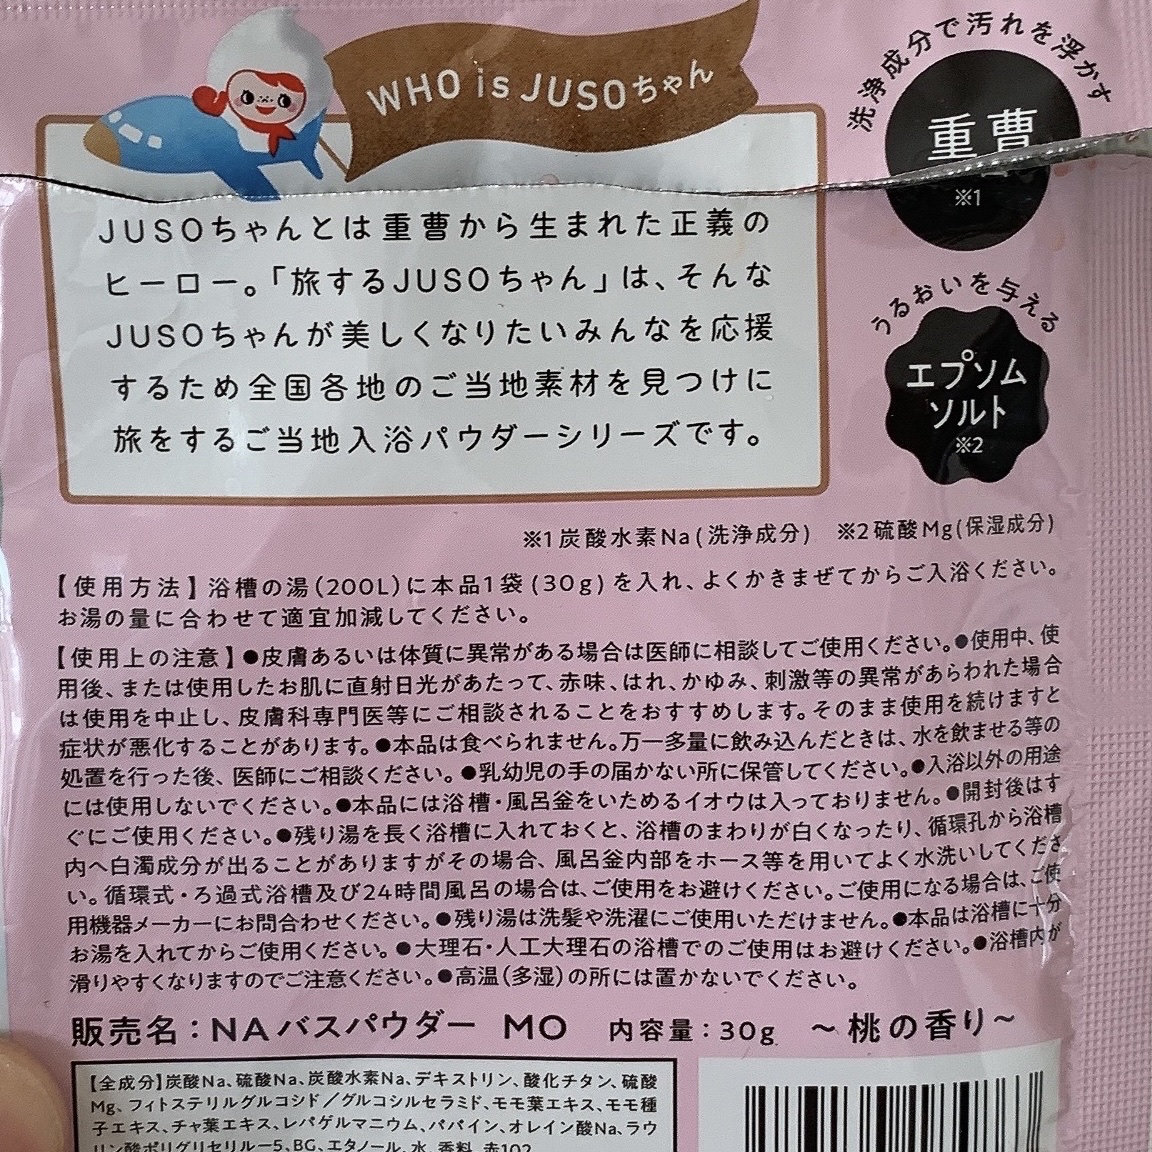 WHO is JUSOちゃん
洗浄成分で汚れを浮かす
重曹
※1
JUSOちゃんとは重曹から生まれた正義の
ヒーロー。「旅するJUSOちゃん」は、そんな
JUSOちゃんが美しくなりたいみんなを応援
するため全国各地のご当地素材を見つけに
旅をするご当地入浴パウダーシリーズです。
うるおいを与える
エプソム
ソルト
※2
※1炭酸水素Na(洗浄成分) ※2硫酸Mg(保湿成分)
【使用方法】浴槽の湯(200L)に本品1袋(30g)を入れ、よくかきまぜてからご入浴ください。
お湯の量に合わせて適宜加減してください。
【使用上の注意】●皮膚あるいは体質に異常がある場合は医師に相談してご使用ください。●使用中、使
用後、または使用したお肌に直射日光があたって、赤味、はれ、かゆみ、刺激等の異常があらわれた場合
は使用を中止し、皮膚科専門医等にご相談されることをおすすめします。そのまま使用を続けますと
症状が悪化することがあります。●本品は食べられません。万一多量に飲み込んだときは、水を飲ませる等の
処置を行った後、医師にご相談ください。●乳幼児の手の届かない所に保管してください。●入浴以外の用途
には使用しないでください。●本品には浴槽・風呂釜をいためるイオウは入っておりません。●開封後はす
ぐにご使用ください。●残り湯を長く浴槽に入れておくと、浴槽のまわりが白くなったり、循環孔から浴槽
内へ白濁成分が出ることがありますがその場合、風呂釜内部をホース等を用いてよく水洗いしてくださ
い。循環式・ろ過式浴槽及び24時間風呂の場合は、ご使用をお避けください。ご使用になる場合は、ご使
用機器メーカーにお問合わせください。●残り湯は洗髪や洗濯にご使用いただけません。●本品は浴槽に十分
お湯を入れてからご使用ください。●大理石・人工大理石の浴槽でのご使用はお避けください。●浴槽内が
滑りやすくなりますのでご注意ください。●高温(多湿)の所には置かないでください。
販売名：NAバスパウダー MO 内容量：30g ～桃の香り～
【全成分】炭酸Na、硫酸Na、炭酸水素Na、デキストリン、酸化チタン、硫酸
Mg、フィトステリルグルコシド／グルコシルセラミド、モモ葉エキス、モモ種
子エキス、チャ葉エキス、レパゲルマニウム、パパイン、オレイン酸Na、ラウ
リン酸ポリグリセリル－5、BG、エタノール、水、香料、赤102